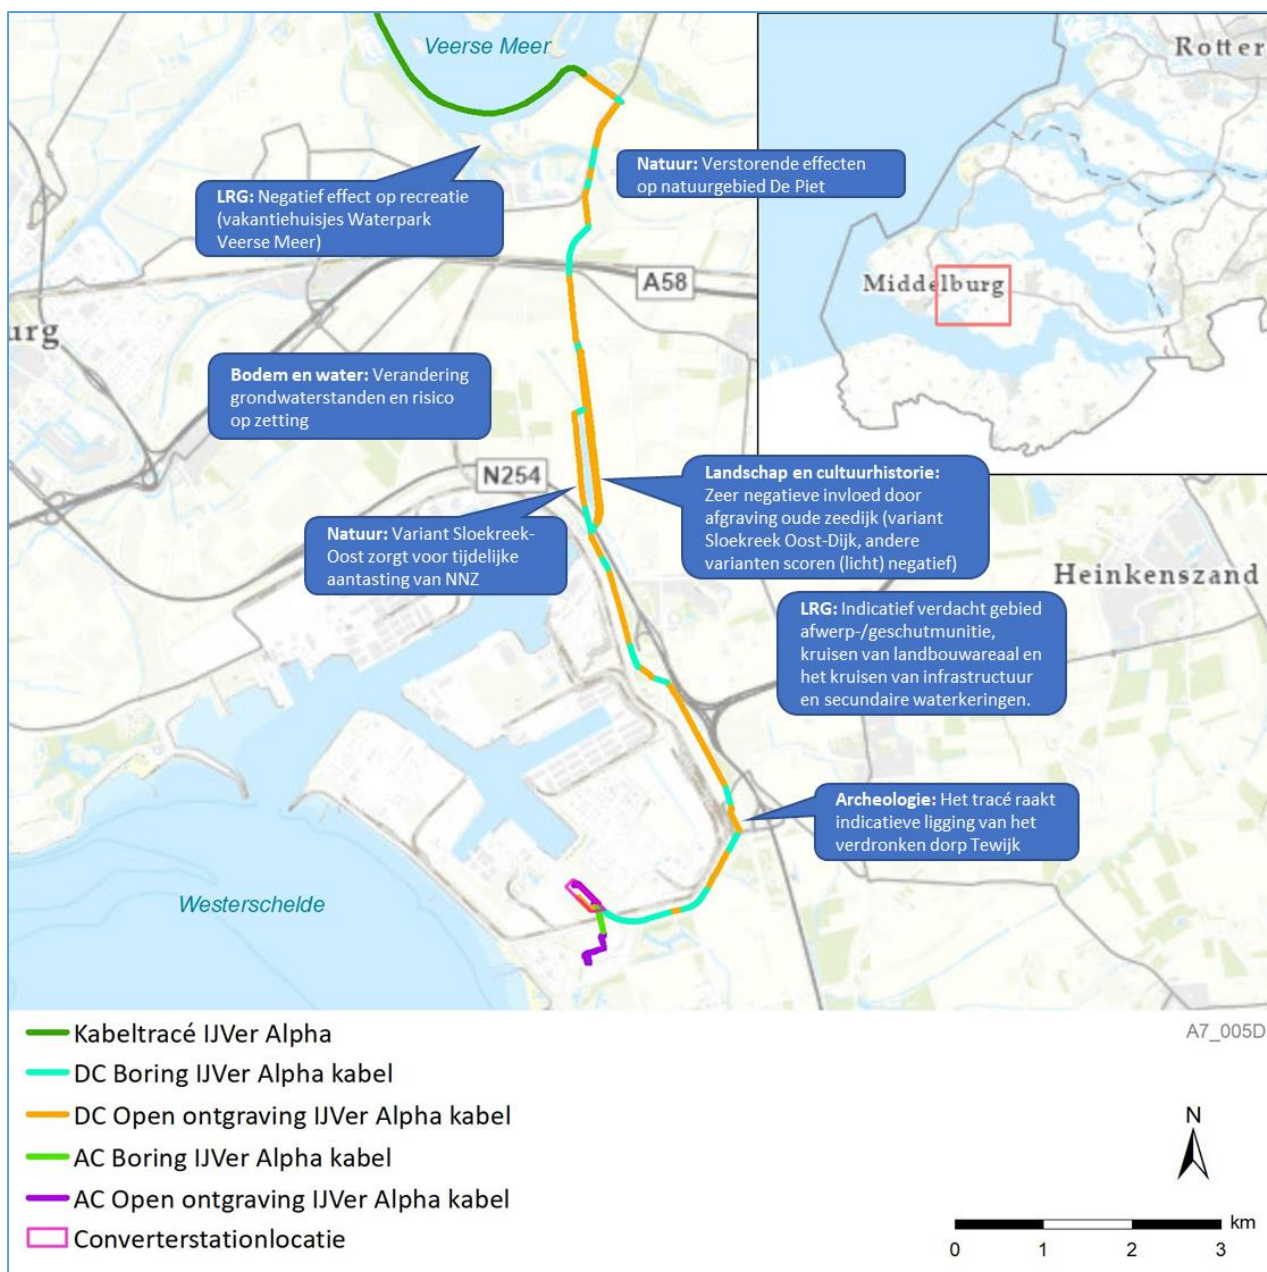 Veerse Meer
Rotter
Natuur: Verstorende effecten
op natuurgebied De Piet
LRG: Negatief effect op recreatie
(vakantiehuisjes Waterpark
Veerse Meer)
A58
Middelburg
urg
Bodem en water: Verandering
grondwaterstanden en risico
op zetting
N254
Landschap en cultuurhistorie:
Zeer negatieve invloed door
afgraving oude zeedijk (variant
Sloekreek Oost-Dijk, andere
varianten scoren (licht) negatief)
Natuur: Variant Sloekreek-
Oost zorgt voor tijdelijke
aantasting van NNZ
Heinkenszand
LRG: Indicatief verdacht gebied
afwerp-/geschutmunitie,
kruisen van landbouwareaal en
het kruisen van infrastructuur
en secundaire waterkeringen.
Archeologie: Het tracé raakt
indicatieve ligging van het
verdronken dorp Tewijk
Westerschelde
Kabeltracé IJVer Alpha
DC Boring IJVer Alpha kabel
DC Open ontgraving IJVer Alpha kabel
AC Boring IJVer Alpha kabel
AC Open ontgraving IJVer Alpha kabel
Converterstationlocatie
A7_005D
N
km
0 1 2 3